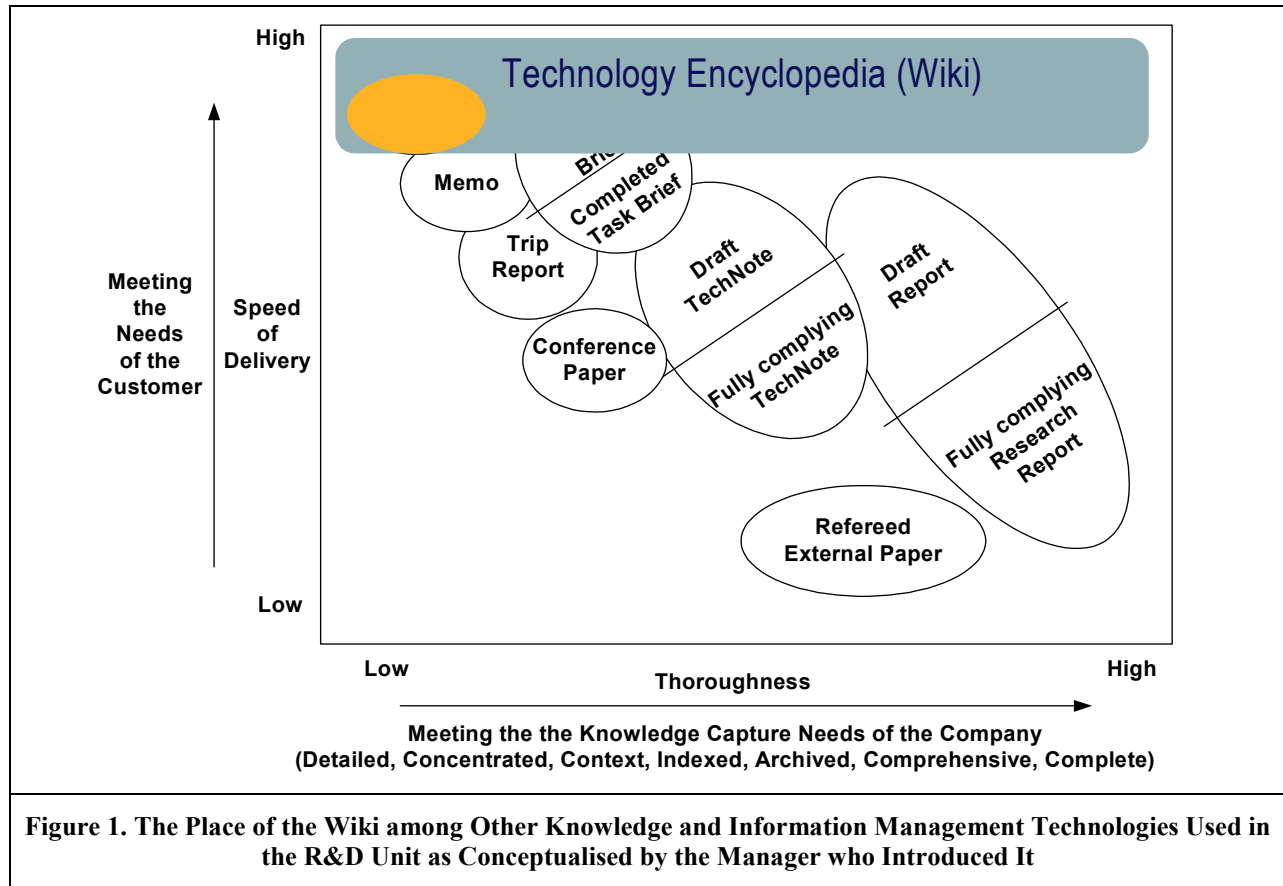 High
Technology Encyclopedia (Wiki)
Memo
Completed
Task Brief
Trip
Report
Draft
TechNote
Draft
Report
Meeting
the
Needs
of the
Customer
Speed
of
Delivery
Conference
Paper
Fully complying
TechNote
Fully complying
Research
Report
Refereed
External Paper
Low
Low
Thoroughness
High
Meeting the the Knowledge Capture Needs of the Company
(Detailed, Concentrated, Context, Indexed, Archived, Comprehensive, Complete)
Figure 1. The Place of the Wiki among Other Knowledge and Information Management Technologies Used in
the R&D Unit as Conceptualised by the Manager who Introduced It